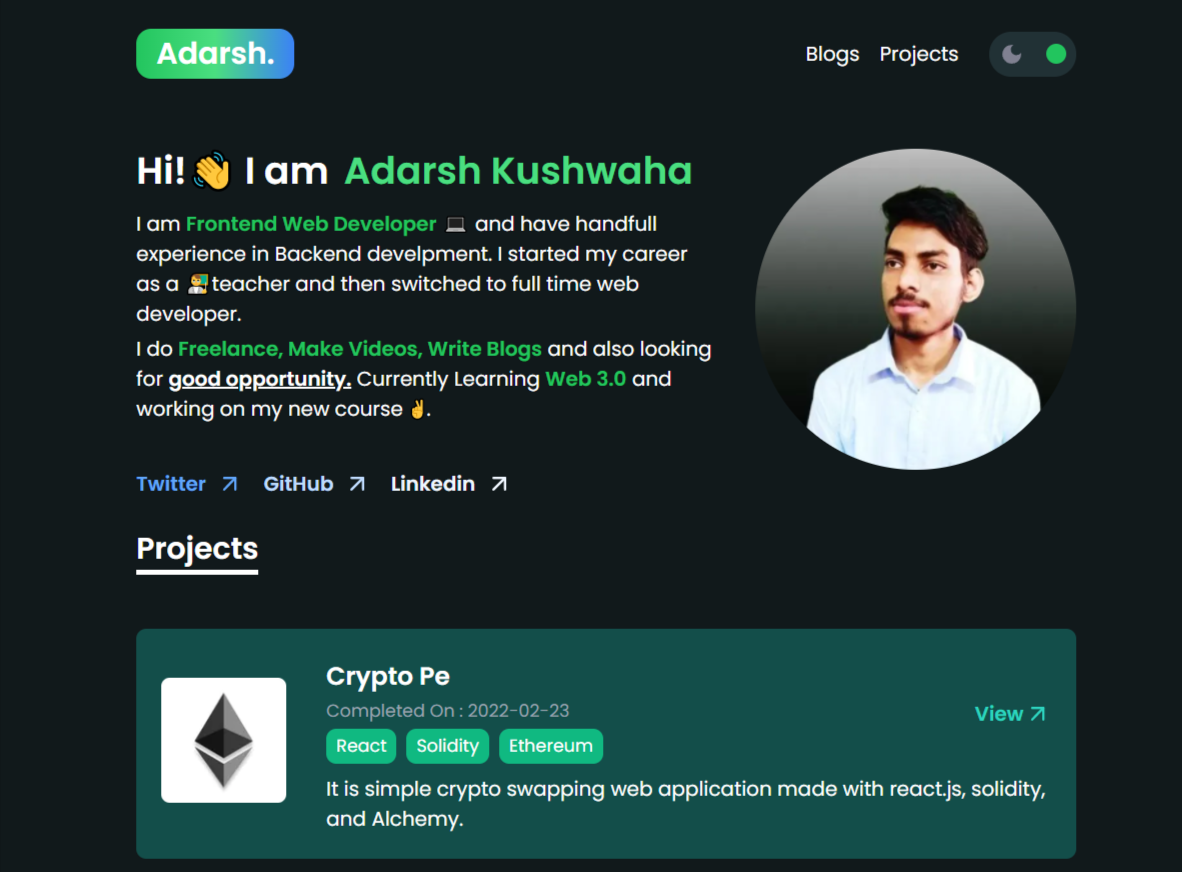 Adarsh.
Blogs Projects
Hi!👋 I am Adarsh Kushwaha
I am Frontend Web Developer 💻 and have handfull
experience in Backend develpment. I started my career
as a 👨‍🏫teacher and then switched to full time web
developer.
I do Freelance, Make Videos, Write Blogs and also looking
for good opportunity. Currently Learning Web 3.0 and
working on my new course ✌️.
Twitter GitHub Linkedin
Projects
Crypto Pe
Completed On : 2022-02-23
View
React Solidity Ethereum
It is simple crypto swapping web application made with react.js, solidity,
and Alchemy.